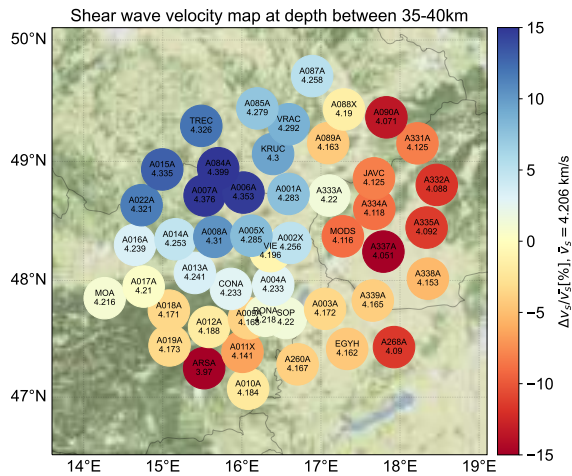 Shear wave velocity map at depth between 35-40km
50°N
49°N
48°N
47°N
14°E
15°E
16°E
17°E
18°E
19°E
A087A
4.258
A085A
4.279
A088X
4.19
A090A
4.071
TREC
4.326
VRAC
4.292
A089A
4.163
A331A
4.125
KRUC
4.3
A015A
4.335
A084A
4.399
JAVC
4.125
A332A
4.088
A007A
4.376
A006A
4.353
A001A
4.283
A333A
4.22
A022A
4.321
A334A
4.118
A335A
4.092
A016A
4.239
A014A
4.253
A008A
4.31
A005X
4.285
A002X
4.256
MODS
4.116
VIE
4.196
A337A
4.051
A013A
4.241
A338A
4.153
MOA
4.216
A017A
4.21
CONA
4.233
A004A
4.233
A018A
4.171
A012A
4.188
4.168
4.218
SOP
4.22
A003A
4.172
A339A
4.165
A019A
4.173
A011X
4.141
EGYH
4.162
A268A
4.09
ARSA
3.97
A260A
4.167
A010A
4.184
15
10
5
0
−5
−10
−15
Δvₛ/v̄ₛ[%], v̄ₛ = 4.206 km/s